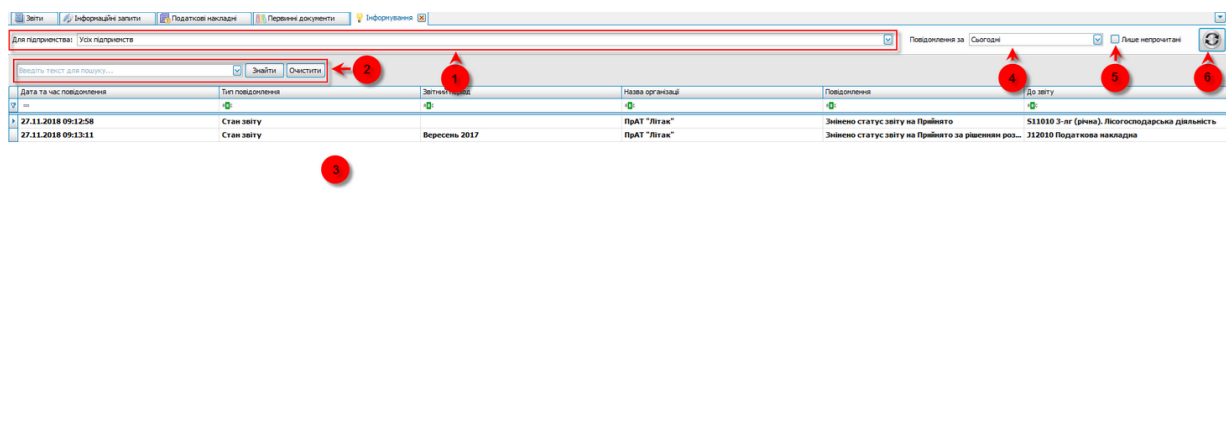 Звіти Інформаційні запити Податкові накладні Первинні документи Інформування
Для підприємства: Усіх підприємств Повідомлення за Сьогодні Лише непрочитані
Введіть текст для пошуку... Знайти Очистити 2 1 4 5 6
Дата та час повідомлення Тип повідомлення Звітний період Назва організації Повідомлення До звіту
27.11.2018 09:12:58 Стан звіту ПрАТ "Літак" Змінено статус звіту на Прийнято S11010 3-лг (річна). Лісогосподарська діяльність
27.11.2018 09:13:11 Стан звіту Вересень 2017 ПрАТ "Літак" Змінено статус звіту на Прийнято за рішенням роз... J12010 Податкова накладна
3